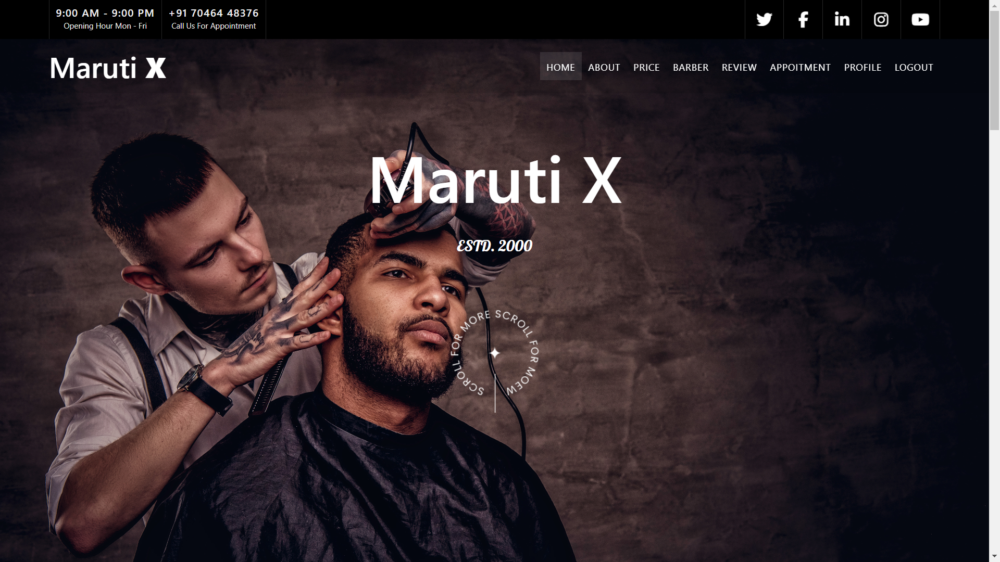 9:00 AM - 9:00 PM
Opening Hour Mon - Fri
+91 70464 48376
Call Us For Appointment
Maruti X
HOME ABOUT PRICE BARBER REVIEW APPOITMENT PROFILE LOGOUT
Maruti X
ESTD. 2000
SCROLL FOR MORE SCROLL FOR MOEW